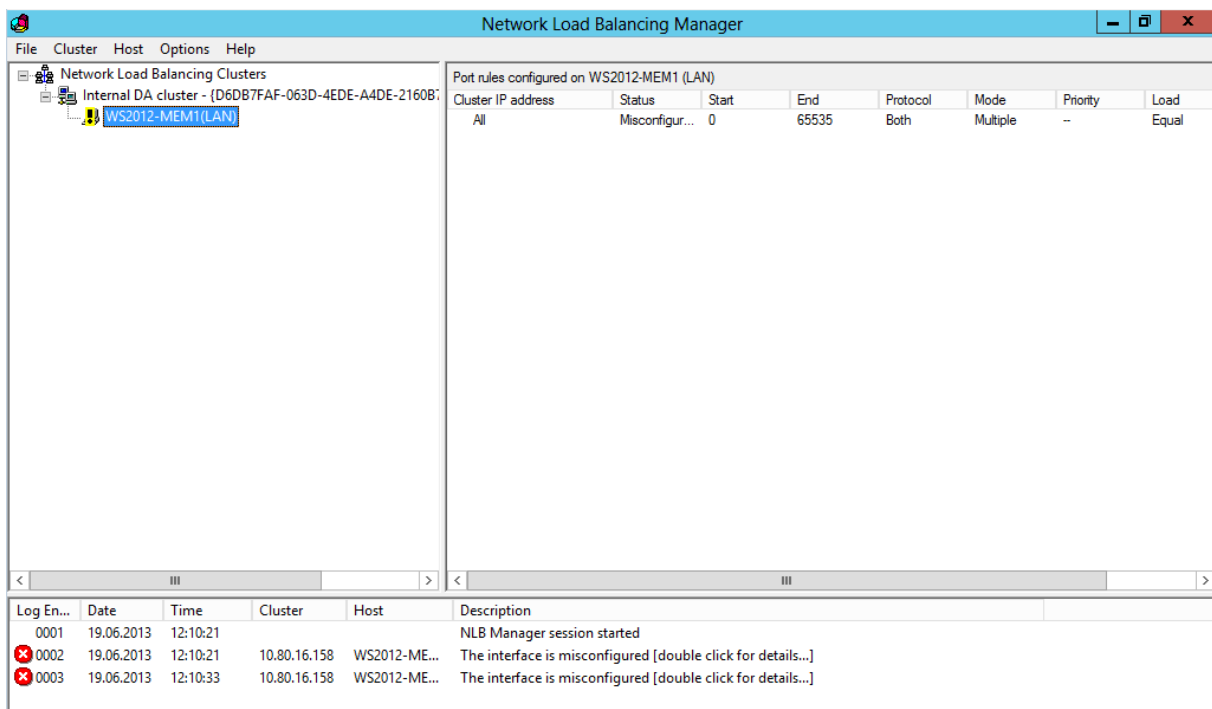 Network Load Balancing Manager
File Cluster Host Options Help
Network Load Balancing Clusters
Internal DA cluster - {D6DB7FAF-063D-4EDE-A4DE-2160B7
WS2012-MEM1(LAN)
Port rules configured on WS2012-MEM1 (LAN)
Cluster IP address Status Start End Protocol Mode Priority Load
All Misconfigur... 0 65535 Both Multiple -- Equal
Log En... Date Time Cluster Host Description
0001 19.06.2013 12:10:21 NLB Manager session started
0002 19.06.2013 12:10:21 10.80.16.158 WS2012-ME... The interface is misconfigured [double click for details...]
0003 19.06.2013 12:10:33 10.80.16.158 WS2012-ME... The interface is misconfigured [double click for details...]